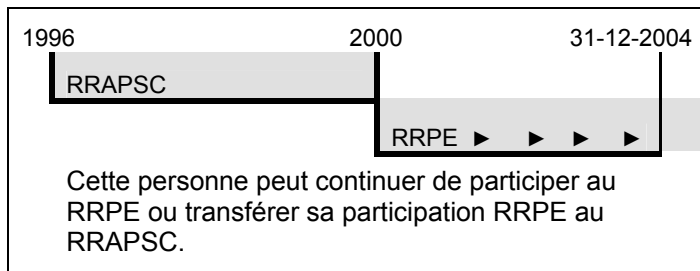 1996 2000 31-12-2004
RRAPSC
RRPE ► ► ► ►
Cette personne peut continuer de participer au
RRPE ou transférer sa participation RRPE au
RRAPSC.